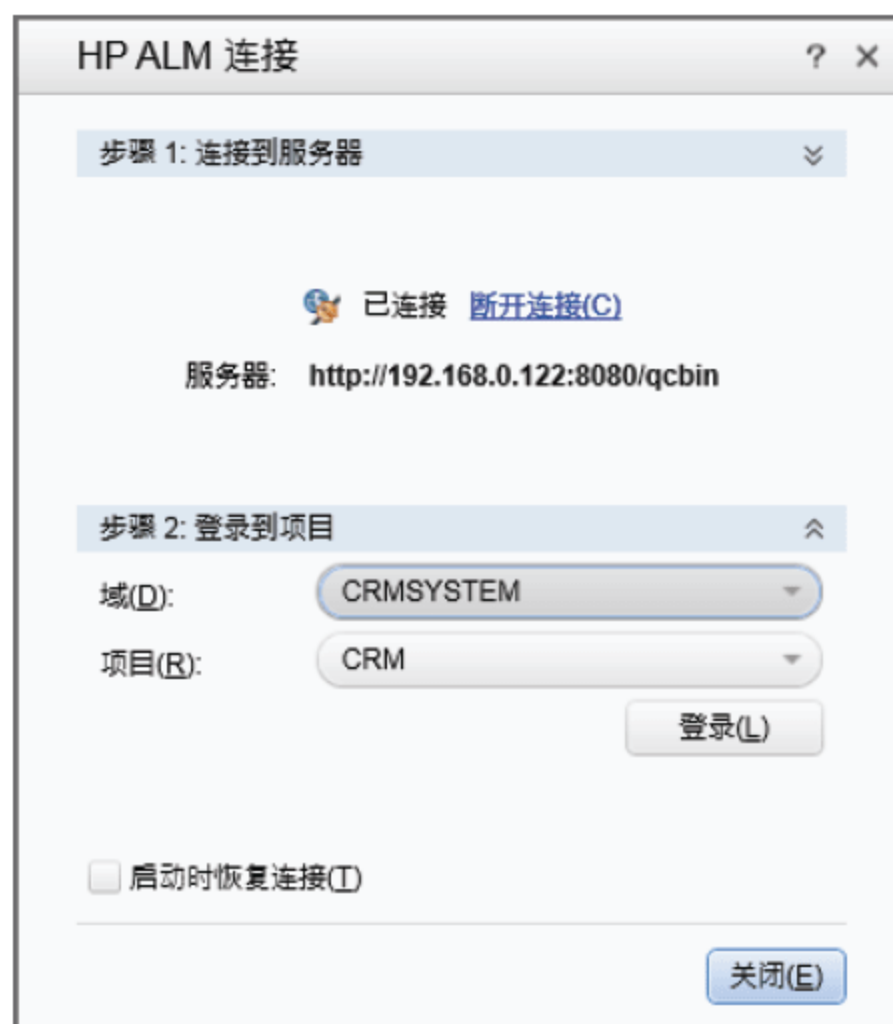 HP ALM 连接 ? ×
步骤 1: 连接到服务器
已连接 断开连接(C)
服务器: http://192.168.0.122:8080/qcbin
步骤 2: 登录到项目
域(D): CRMSYSTEM
项目(R): CRM
登录(L)
启动时恢复连接(T)
关闭(E)